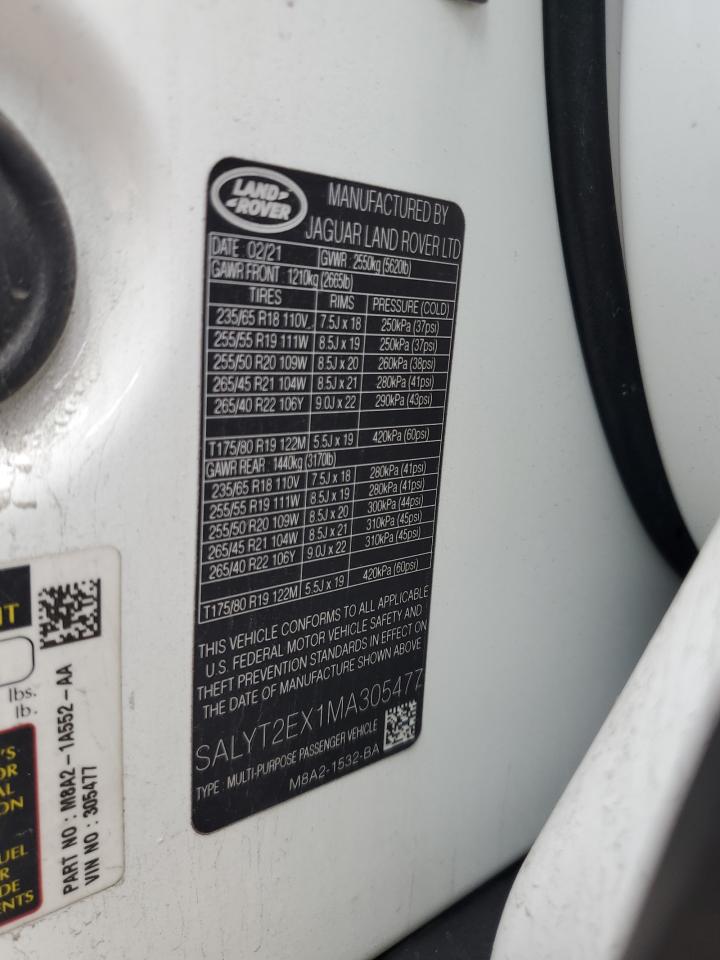 LAND ROVER
MANUFACTURED BY
JAGUAR LAND ROVER LTD
DATE: 02/21 GVWR: 2550kg (5620lb)
GAWR FRONT: 1210kg (2665lb)
TIRES RIMS PRESSURE (COLD)
235/65 R18 110V 7.5J x 18 250kPa (37psi)
255/55 R19 111W 8.5J x 19 250kPa (37psi)
255/50 R20 109W 8.5J x 20 260kPa (38psi)
265/45 R21 104W 8.5J x 21 280kPa (41psi)
265/40 R22 106Y 9.0J x 22 290kPa (43psi)
T175/80 R19 122M 5.5J x 19 420kPa (60psi)
GAWR REAR: 1440kg (3170lb)
235/65 R18 110V 7.5J x 18 280kPa (41psi)
255/55 R19 111W 8.5J x 19 280kPa (41psi)
255/50 R20 109W 8.5J x 20 300kPa (44psi)
265/45 R21 104W 8.5J x 21 310kPa (45psi)
265/40 R22 106Y 9.0J x 22 310kPa (45psi)
T175/80 R19 122M 5.5J x 19 420kPa (60psi)
THIS VEHICLE CONFORMS TO ALL APPLICABLE
U.S. FEDERAL MOTOR VEHICLE SAFETY AND
THEFT PREVENTION STANDARDS IN EFFECT ON
THE DATE OF MANUFACTURE SHOWN ABOVE
SALYT2EX1MA305477
TYPE: MULTI-PURPOSE PASSENGER VEHICLE
M8A2-1532-BA
lbs.
lb.
PART NO: M8A2-1A552-AA
VIN NO: 305477